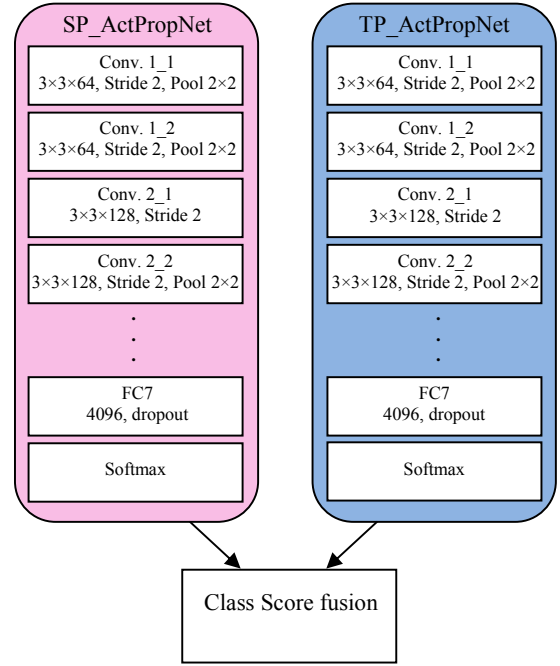 SP_ActPropNet
Conv. 1_1
3×3×64, Stride 2, Pool 2×2
Conv. 1_2
3×3×64, Stride 2, Pool 2×2
Conv. 2_1
3×3×128, Stride 2
Conv. 2_2
3×3×128, Stride 2, Pool 2×2
.
.
.
FC7
4096, dropout
Softmax
TP_ActPropNet
Conv. 1_1
3×3×64, Stride 2, Pool 2×2
Conv. 1_2
3×3×64, Stride 2, Pool 2×2
Conv. 2_1
3×3×128, Stride 2
Conv. 2_2
3×3×128, Stride 2, Pool 2×2
.
.
.
FC7
4096, dropout
Softmax
Class Score fusion